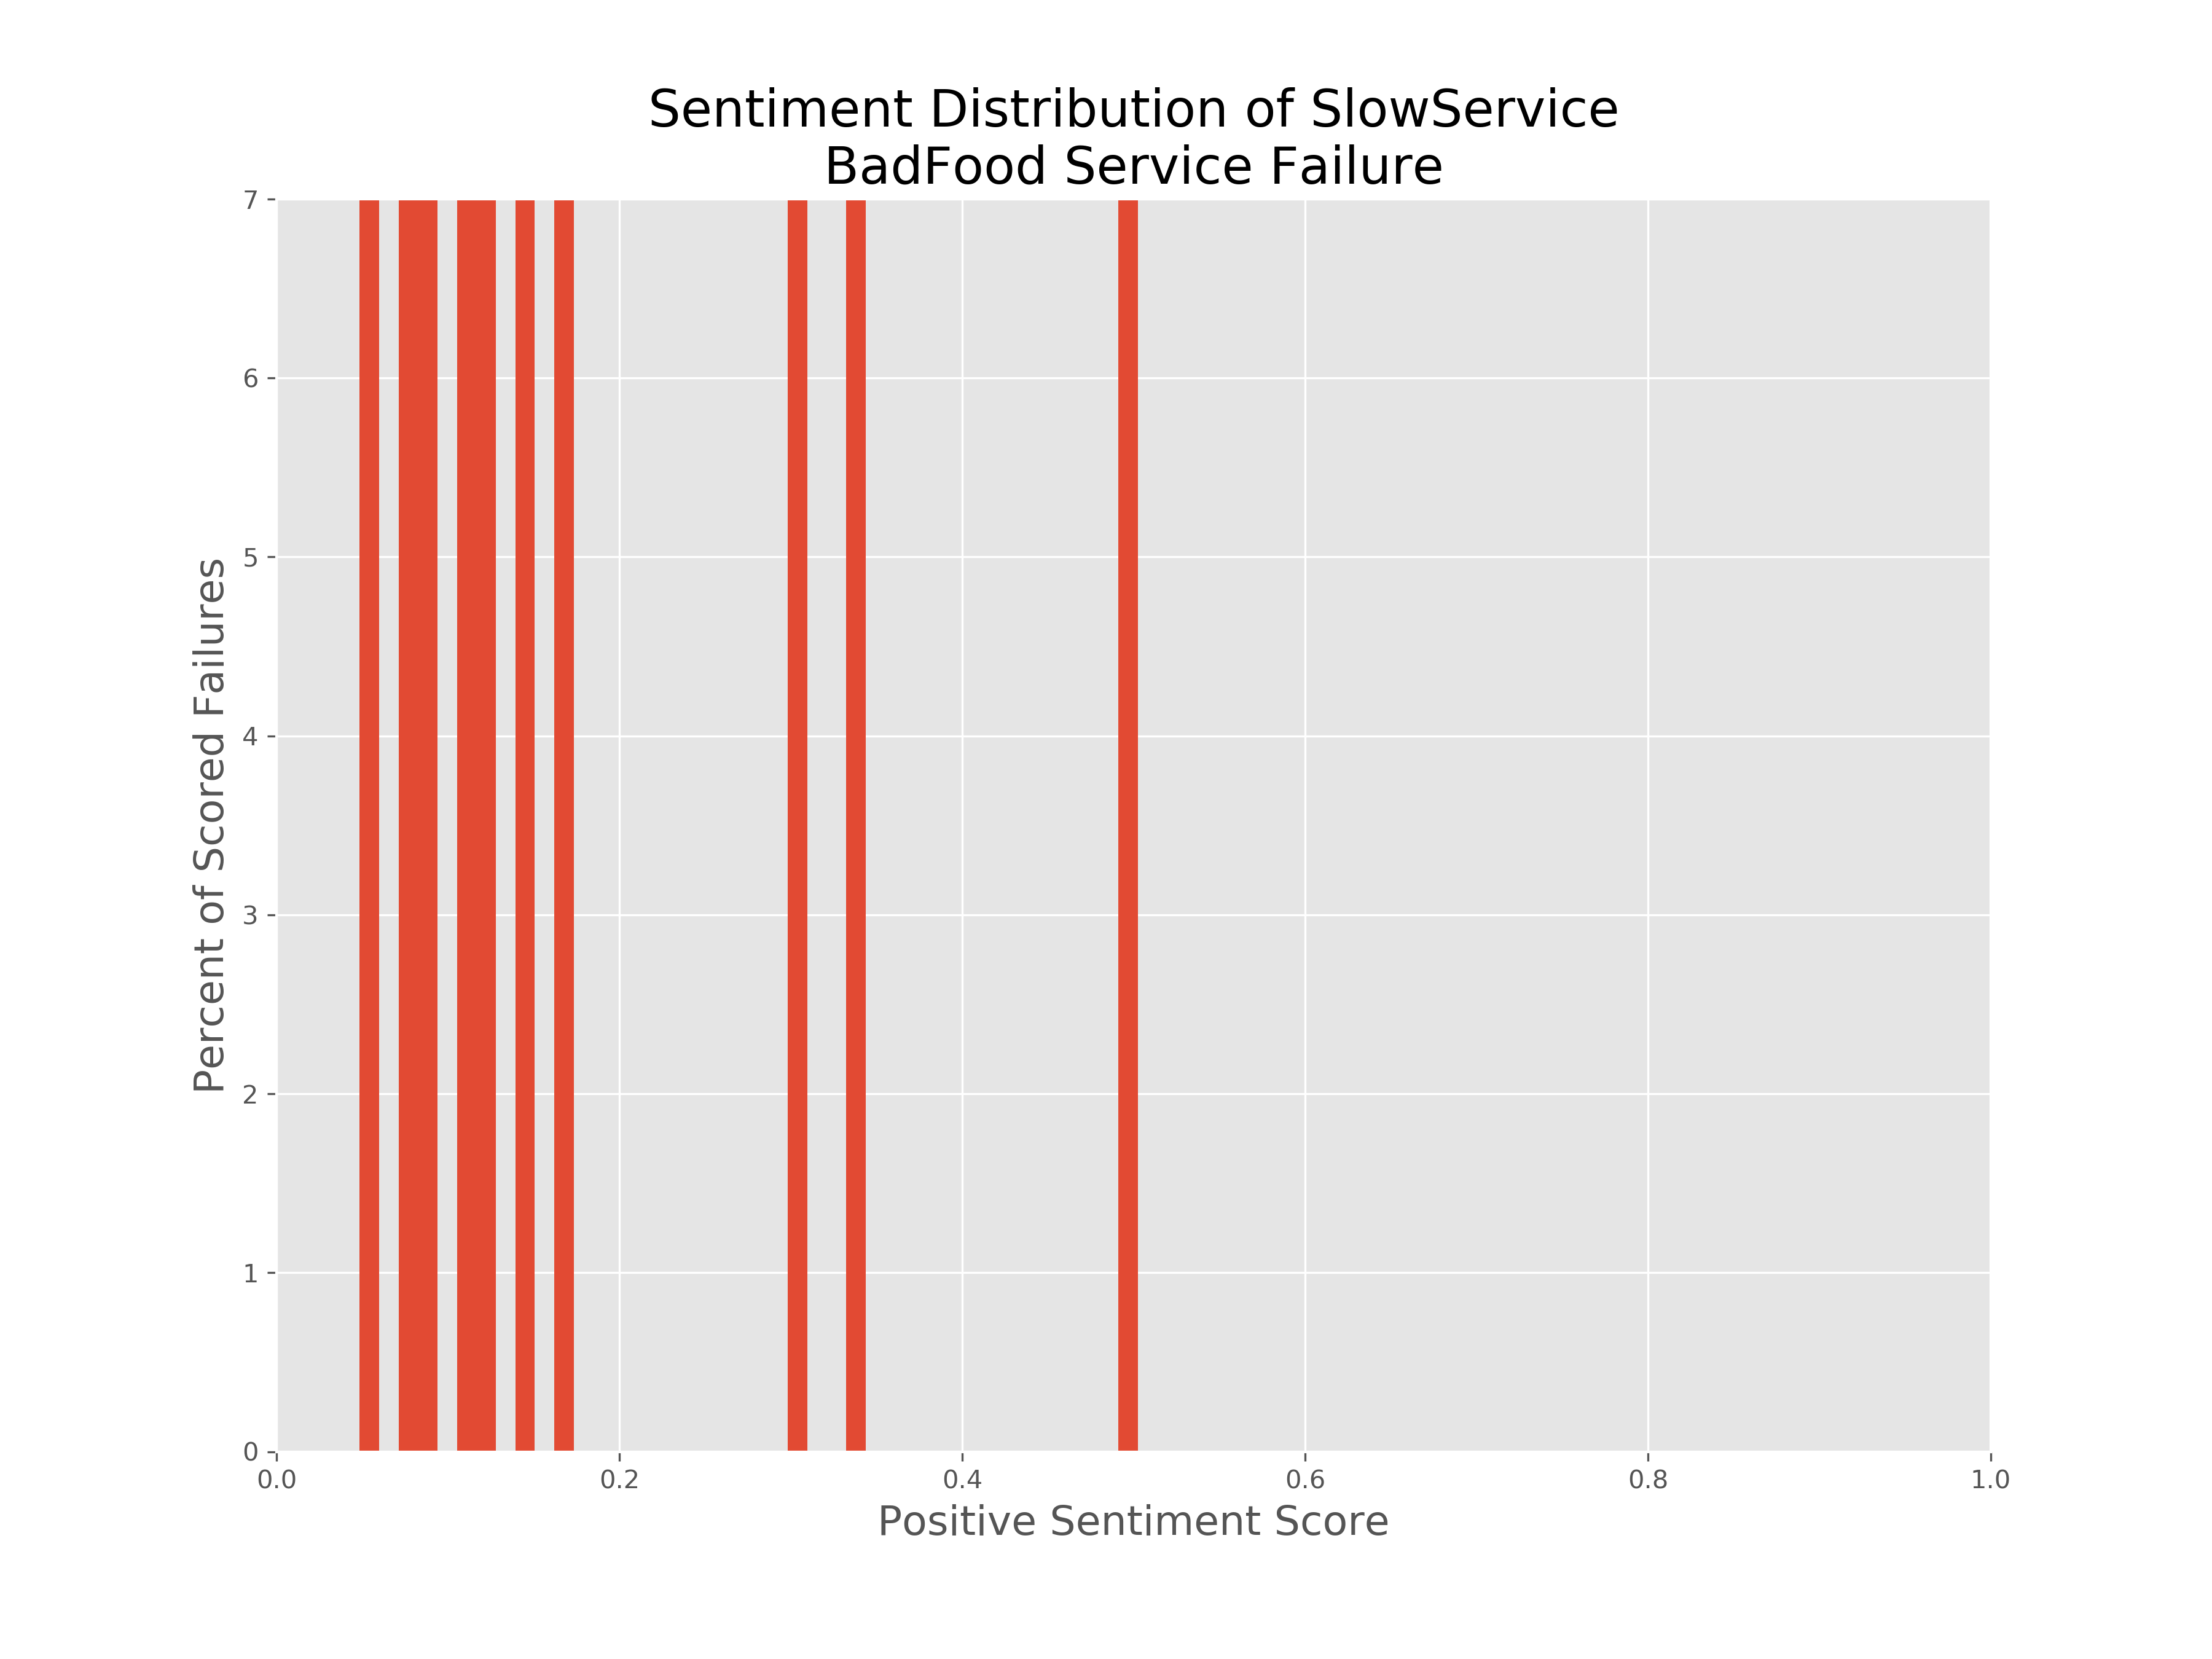 Sentiment Distribution of SlowService
BadFood Service Failure
Percent of Scored Failures
7
6
5
4
3
2
1
0
0.0 0.2 0.4 0.6 0.8 1.0
Positive Sentiment Score